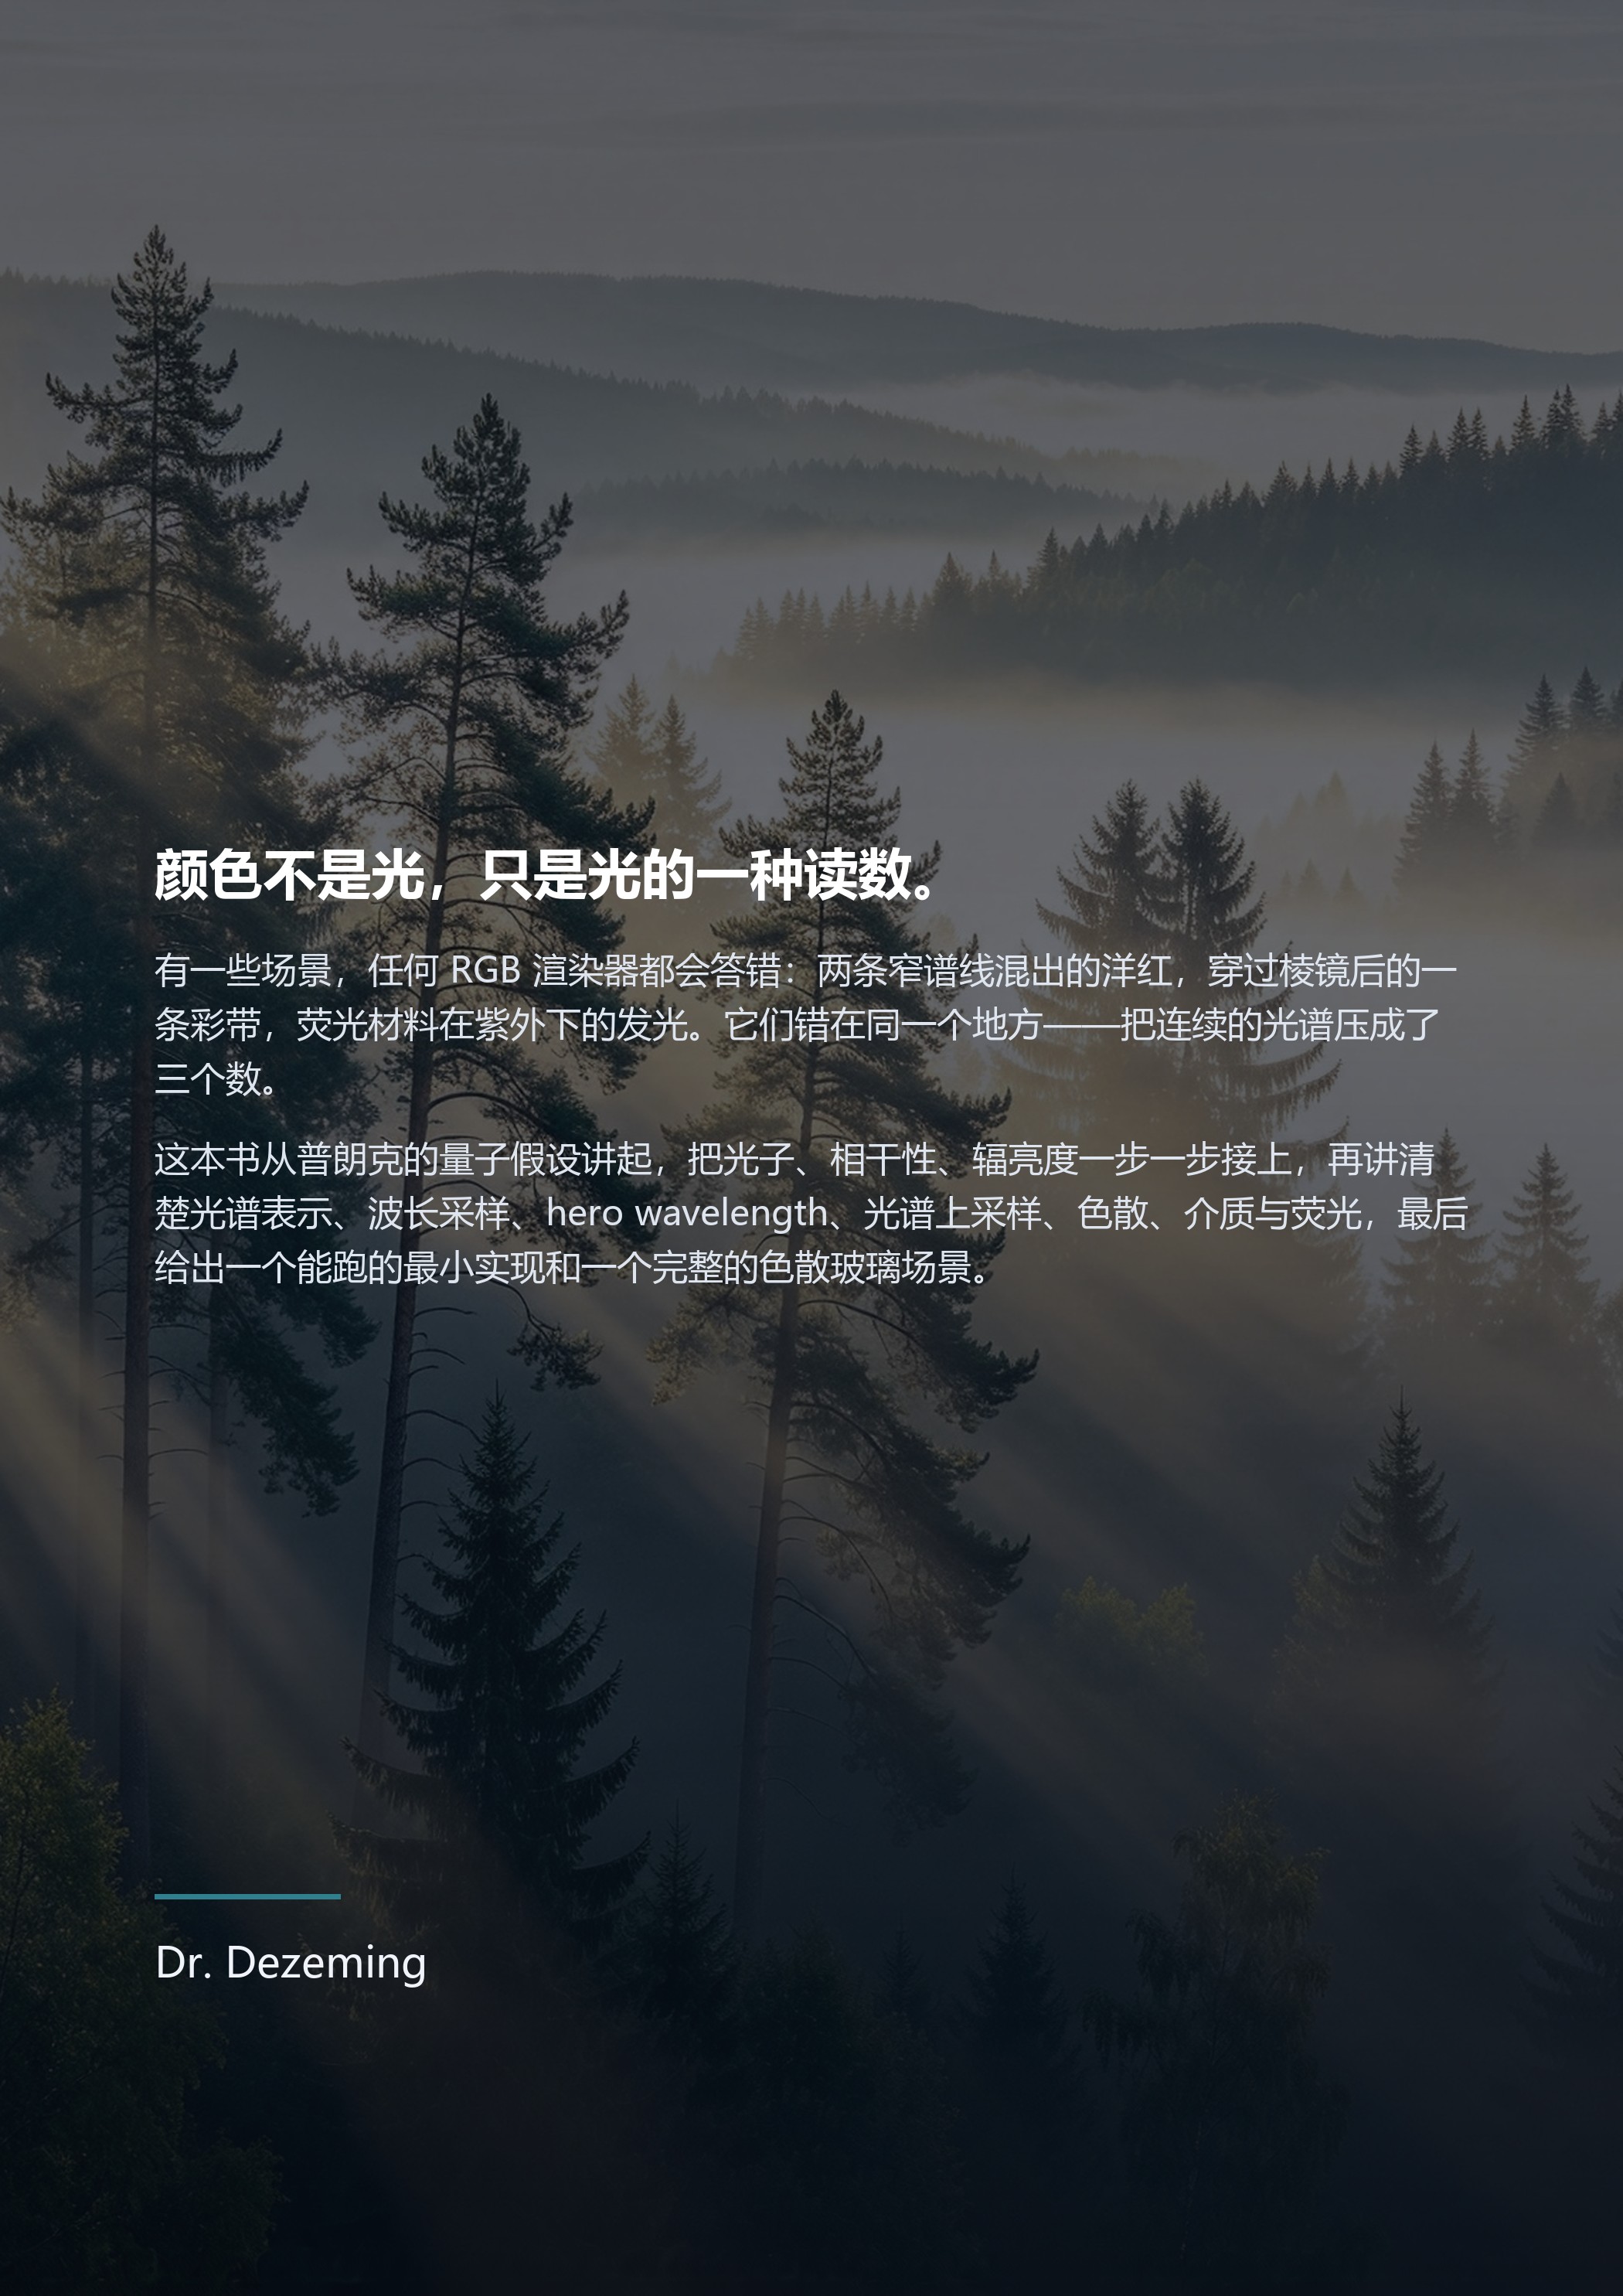 颜色不是光，只是光的一种读数。
有一些场景，任何 RGB 渲染器都会答错：两条窄谱线混出的洋红，穿过棱镜后的一
条彩带，荧光材料在紫外下的发光。它们错在同一个地方——把连续的光谱压成了
三个数。
这本书从普朗克的量子假设讲起，把光子、相干性、辐亮度一步一步接上，再讲清
楚光谱表示、波长采样、hero wavelength、光谱上采样、色散、介质与荧光，最后
给出一个能跑的最小实现和一个完整的色散玻璃场景。
Dr. Dezeming